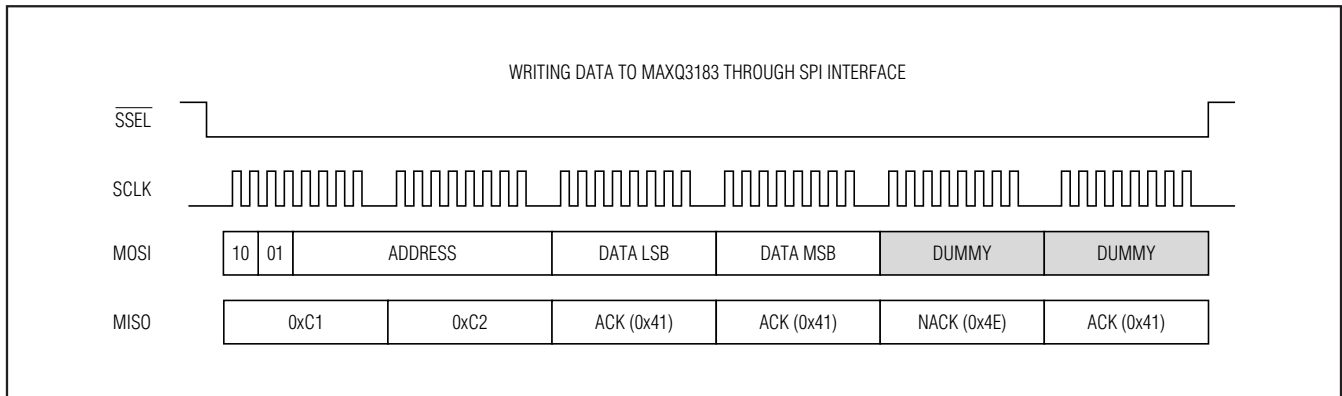 WRITING DATA TO MAXQ3183 THROUGH SPI INTERFACE
SSEL
SCLK
MOSI 10 01 ADDRESS DATA LSB DATA MSB DUMMY DUMMY
MISO 0xC1 0xC2 ACK (0x41) ACK (0x41) NACK (0x4E) ACK (0x41)